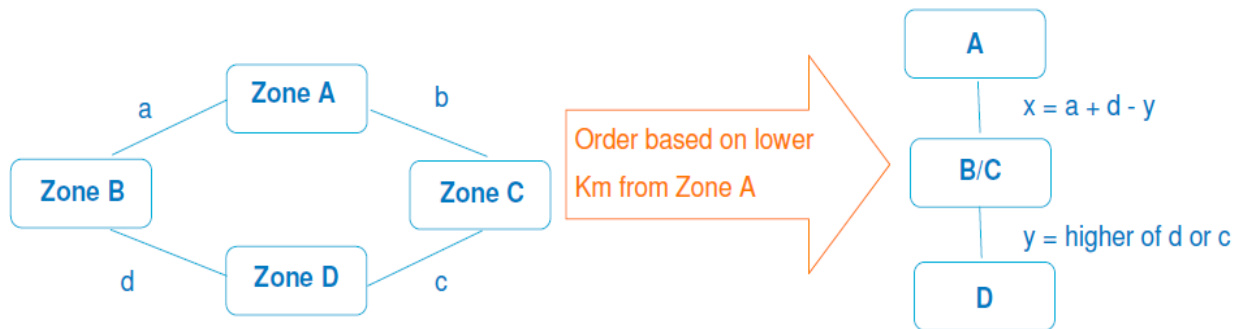 Zone A
a
b
Zone B
Zone C
d
Zone D
c
Order based on lower
Km from Zone A
A
x = a + d - y
B/C
y = higher of d or c
D